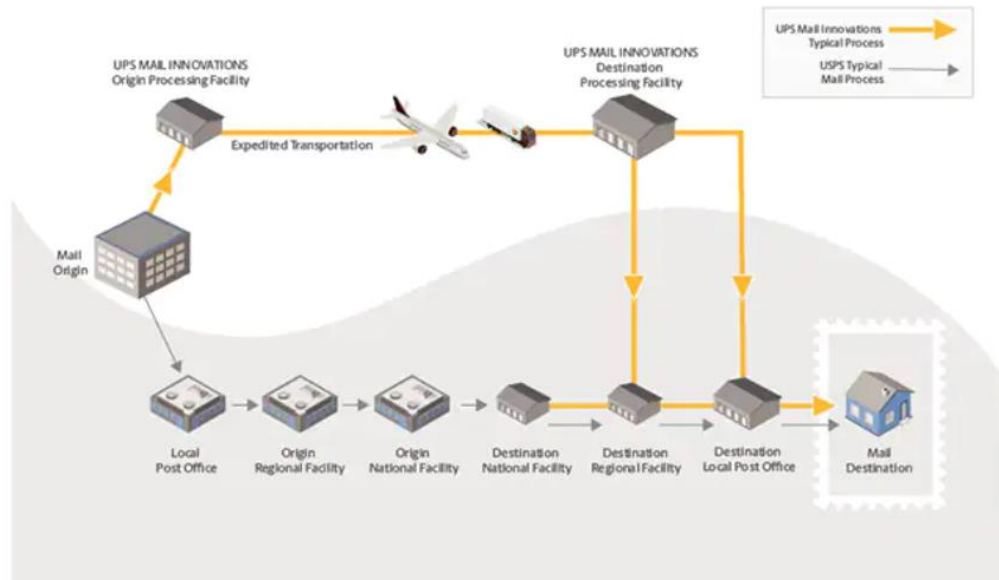 UPS Mail Innovations
Typical Process
USPS Typical
Mail Process
UPS MAIL INNOVATIONS
Origin Processing Facility
UPS MAIL INNOVATIONS
Destination
Processing Facility
Expedited Transportation
Mail
Origin
Local
Post Office
Origin
Regional Facility
Origin
National Facility
Destination
National Facility
Destination
Regional Facility
Destination
Local Post Office
Mail
Destination